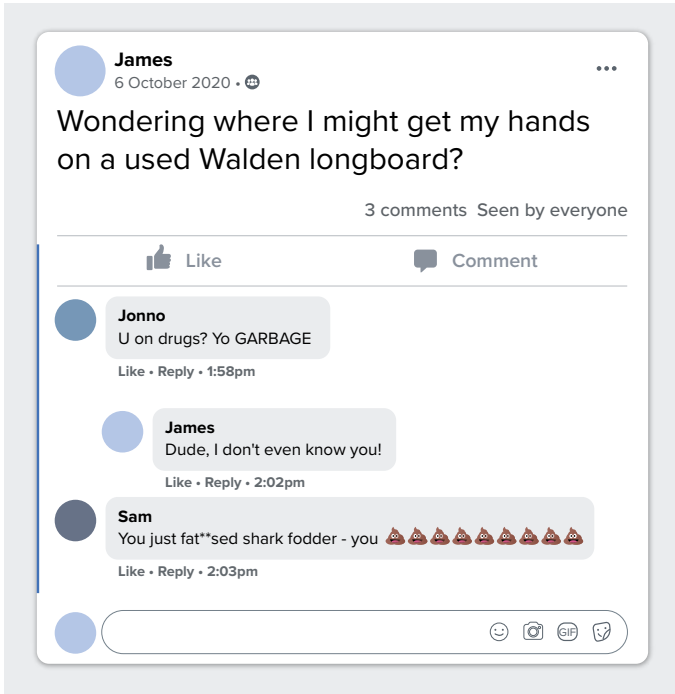 James
6 October 2020 •
Wondering where I might get my hands
on a used Walden longboard?
3 comments Seen by everyone
Like Comment
Jonno
U on drugs? Yo GARBAGE
Like • Reply • 1:58pm
James
Dude, I don't even know you!
Like • Reply • 2:02pm
Sam
You just fat**sed shark fodder - you 💩💩💩💩💩💩💩💩💩
Like • Reply • 2:03pm
GIF